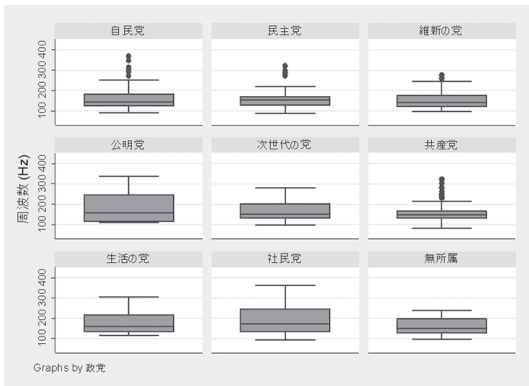 自民党 民主党 維新の党
100 200 300 400
公明党 次世代の党 共産党
100 200 300 400
周波数 (Hz)
生活の党 社民党 無所属
100 200 300 400
Graphs by 政党